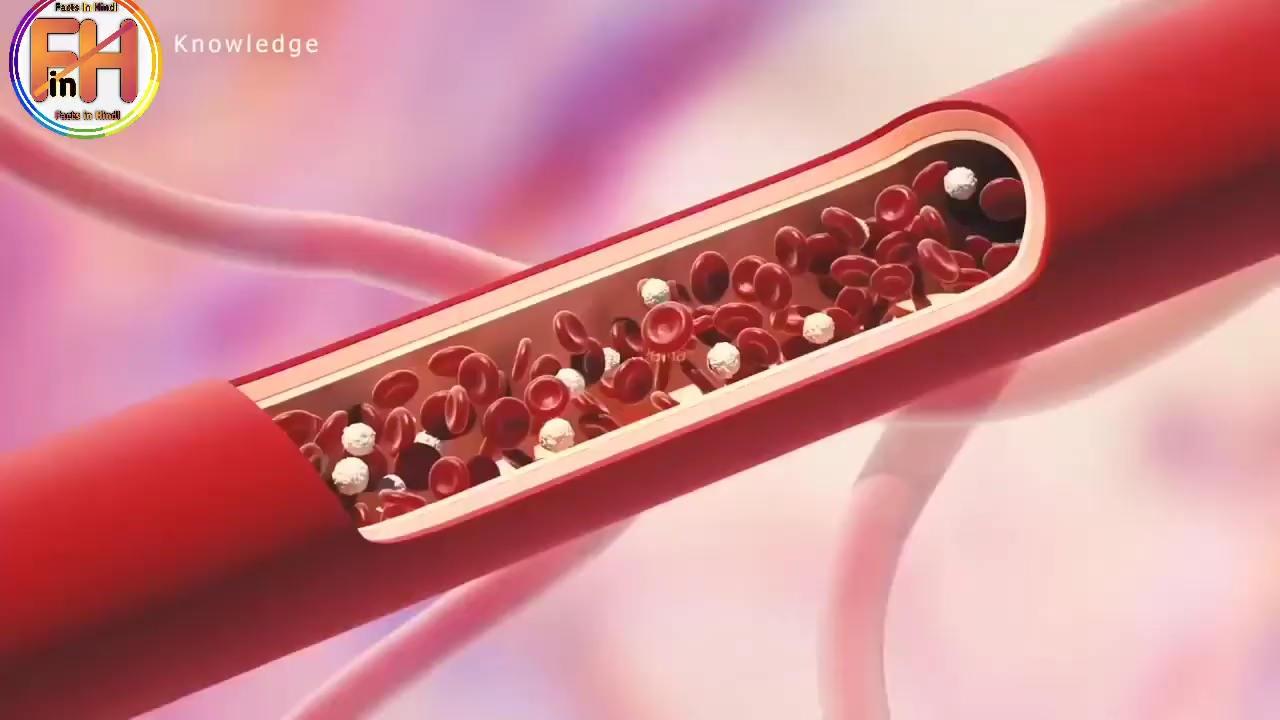 Facts in Hindi
FH
in
Facts in Hindi
Knowledge